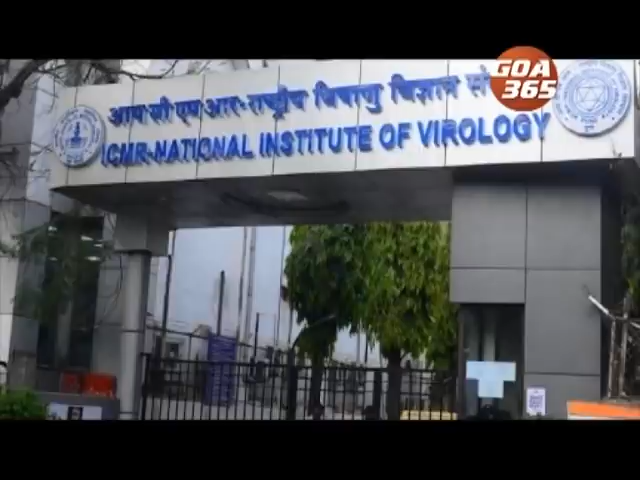 GOA
365
आय सी एम आर-राष्ट्रीय विषाणु विज्ञान सं
ICMR-NATIONAL INSTITUTE OF VIROLOGY